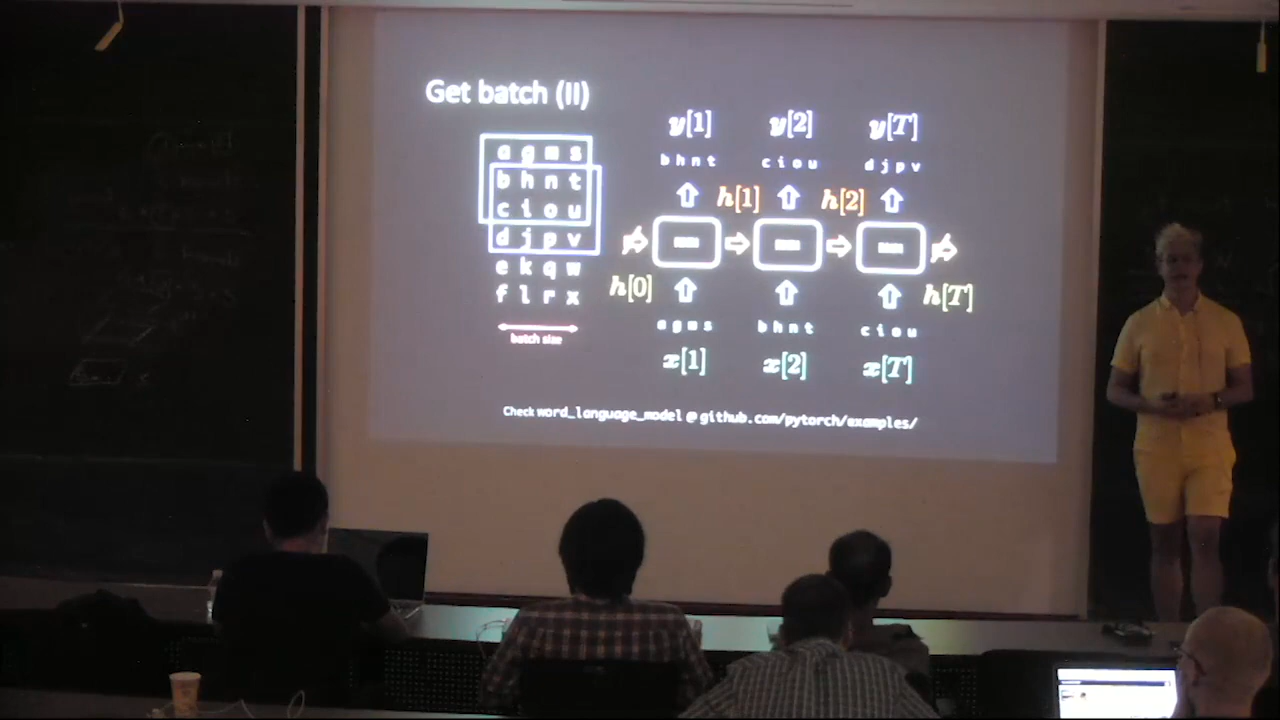 Get batch (II)
a g m s
b h n t
c i o u
d j p v
e k q w
f l r x
batch size
y[1] y[2] y[T]
b h n t c i o u d j p v
h[1] h[2]
h[0] h[T]
a g m s b h n t c i o u
x[1] x[2] x[T]
Check word_language_model @ github.com/pytorch/examples/